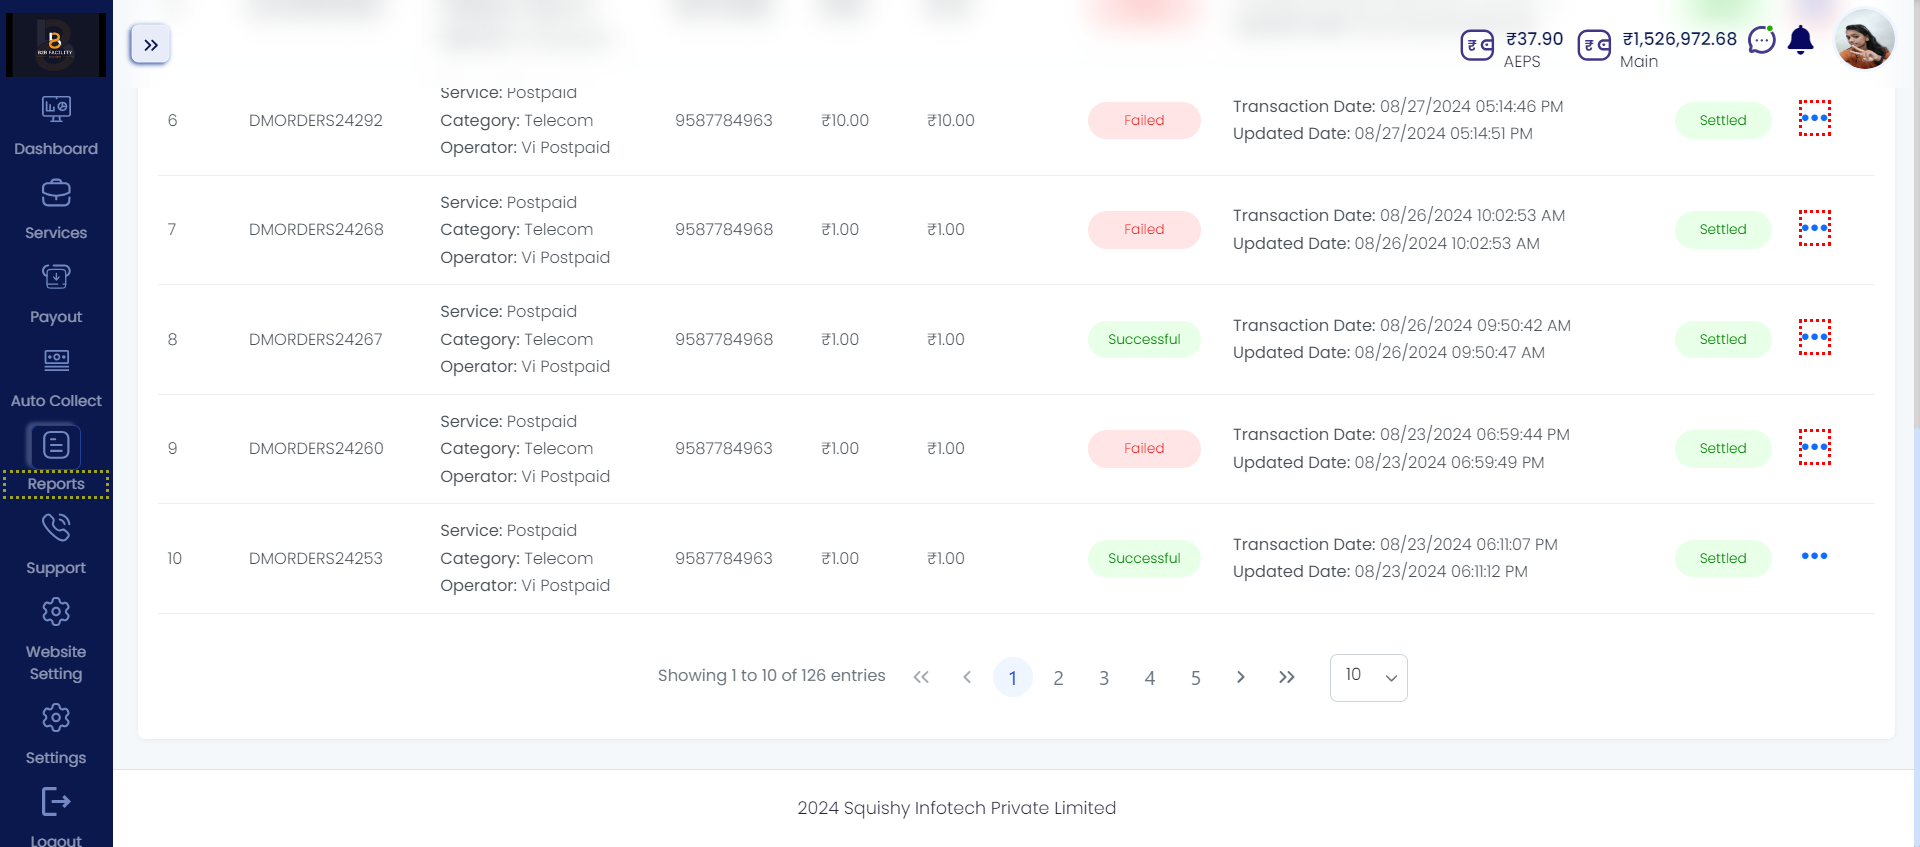 B2B FACILITY
₹37.90
AEPS
₹1,526,972.68
Main
Dashboard
Services
Payout
Auto Collect
Reports
Support
Website
Setting
Settings
Logout
6
DMORDERS24292
Service: Postpaid
Category: Telecom
Operator: Vi Postpaid
9587784963
₹10.00
₹10.00
Failed
Transaction Date: 08/27/2024 05:14:46 PM
Updated Date: 08/27/2024 05:14:51 PM
Settled
7
DMORDERS24268
Service: Postpaid
Category: Telecom
Operator: Vi Postpaid
9587784968
₹1.00
₹1.00
Failed
Transaction Date: 08/26/2024 10:02:53 AM
Updated Date: 08/26/2024 10:02:53 AM
Settled
8
DMORDERS24267
Service: Postpaid
Category: Telecom
Operator: Vi Postpaid
9587784968
₹1.00
₹1.00
Successful
Transaction Date: 08/26/2024 09:50:42 AM
Updated Date: 08/26/2024 09:50:47 AM
Settled
9
DMORDERS24260
Service: Postpaid
Category: Telecom
Operator: Vi Postpaid
9587784963
₹1.00
₹1.00
Failed
Transaction Date: 08/23/2024 06:59:44 PM
Updated Date: 08/23/2024 06:59:49 PM
Settled
10
DMORDERS24253
Service: Postpaid
Category: Telecom
Operator: Vi Postpaid
9587784963
₹1.00
₹1.00
Successful
Transaction Date: 08/23/2024 06:11:07 PM
Updated Date: 08/23/2024 06:11:12 PM
Settled
Showing 1 to 10 of 126 entries
1 2 3 4 5
10
2024 Squishy Infotech Private Limited